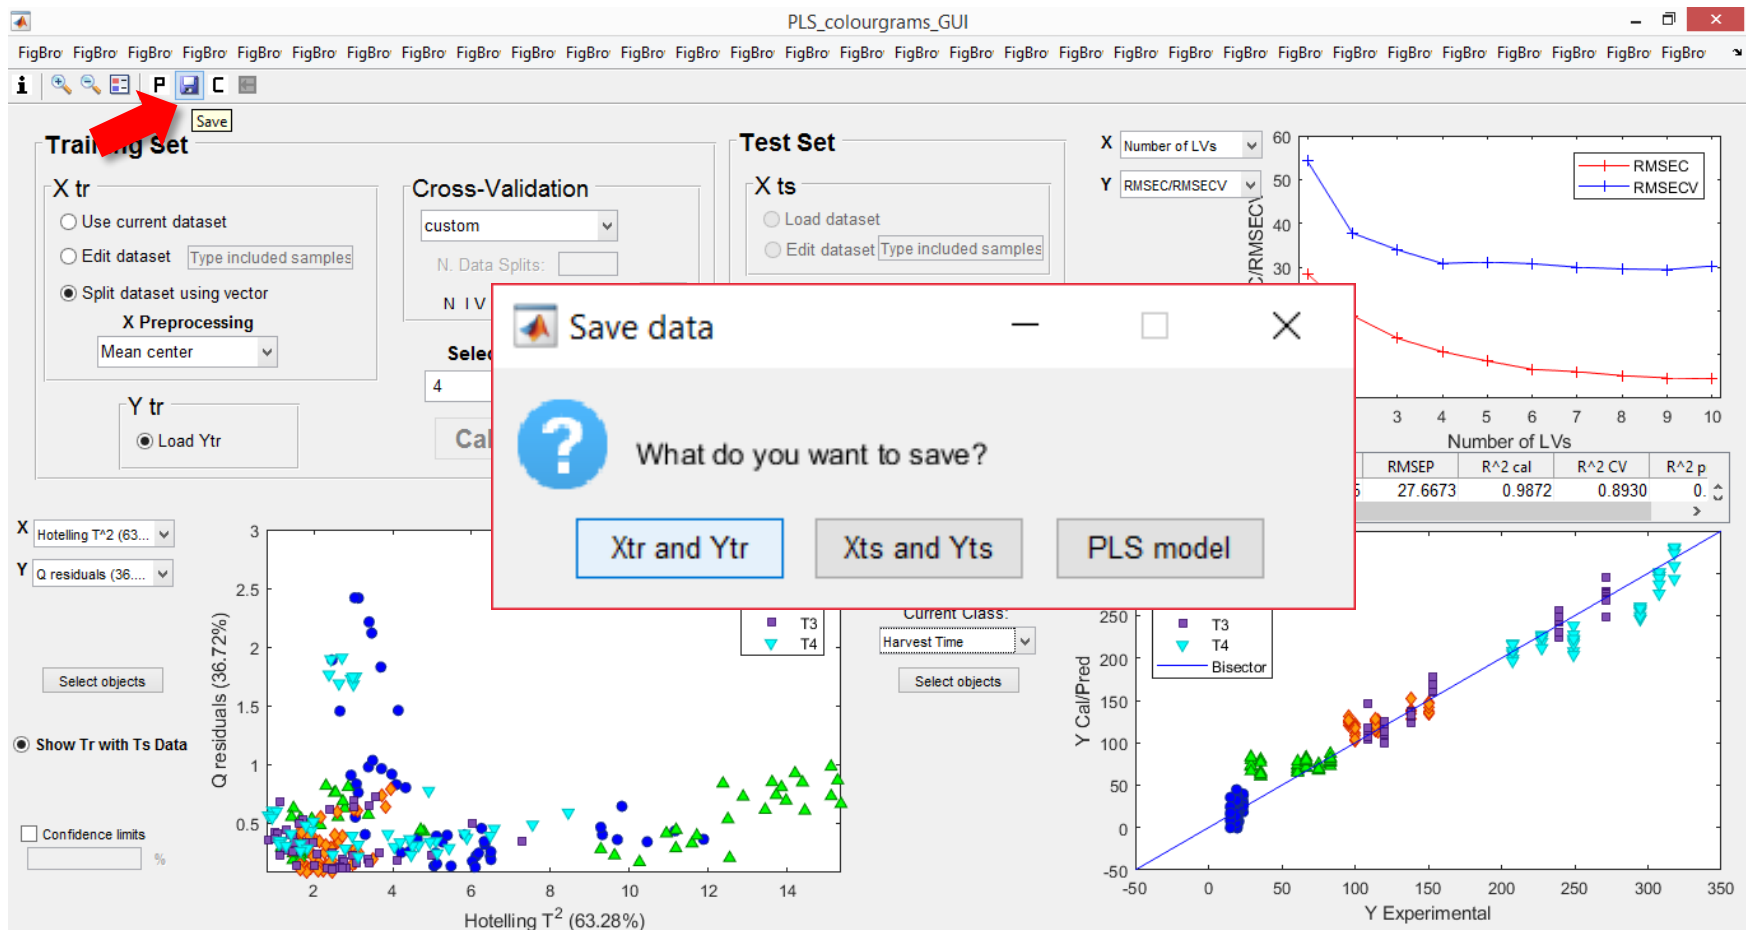 PLS_colourgrams_GUI
FigBro FigBro FigBro FigBro FigBro FigBro FigBro FigBro FigBro FigBro FigBro FigBro FigBro FigBro FigBro FigBro FigBro FigBro FigBro FigBro FigBro FigBro FigBro FigBro FigBro FigBro FigBro FigBro FigBro FigBro FigBro
i P C
Save
Training Set
X tr
Use current dataset
Edit dataset Type included samples
Split dataset using vector
X Preprocessing
Mean center
Y tr
Load Ytr
Cross-Validation
custom
N. Data Splits:
N I V
4
Test Set
X ts
Load dataset
Edit dataset Type included samples
X Number of LVs
Y RMSEC/RMSECV
60
50
40
30
RMSEC
RMSECV
3 4 5 6 7 8 9 10
Number of LVs
RMSEP R^2 cal R^2 CV R^2 p
5 27.6673 0.9872 0.8930 0.
Save data
What do you want to save?
Xtr and Ytr Xts and Yts PLS model
X Hotelling T^2 (63...
Y Q residuals (36....
Select objects
Show Tr with Ts Data
Confidence limits
%
3
2.5
2
1.5
1
0.5
Q residuals (36.72%)
2 4 6 8 10 12 14
Hotelling T2 (63.28%)
T3
T4
Current Class:
Harvest Time
Select objects
T3
T4
Bisector
250
200
150
100
50
0
-50
Y Cal/Pred
-50 0 50 100 150 200 250 300 350
Y Experimental